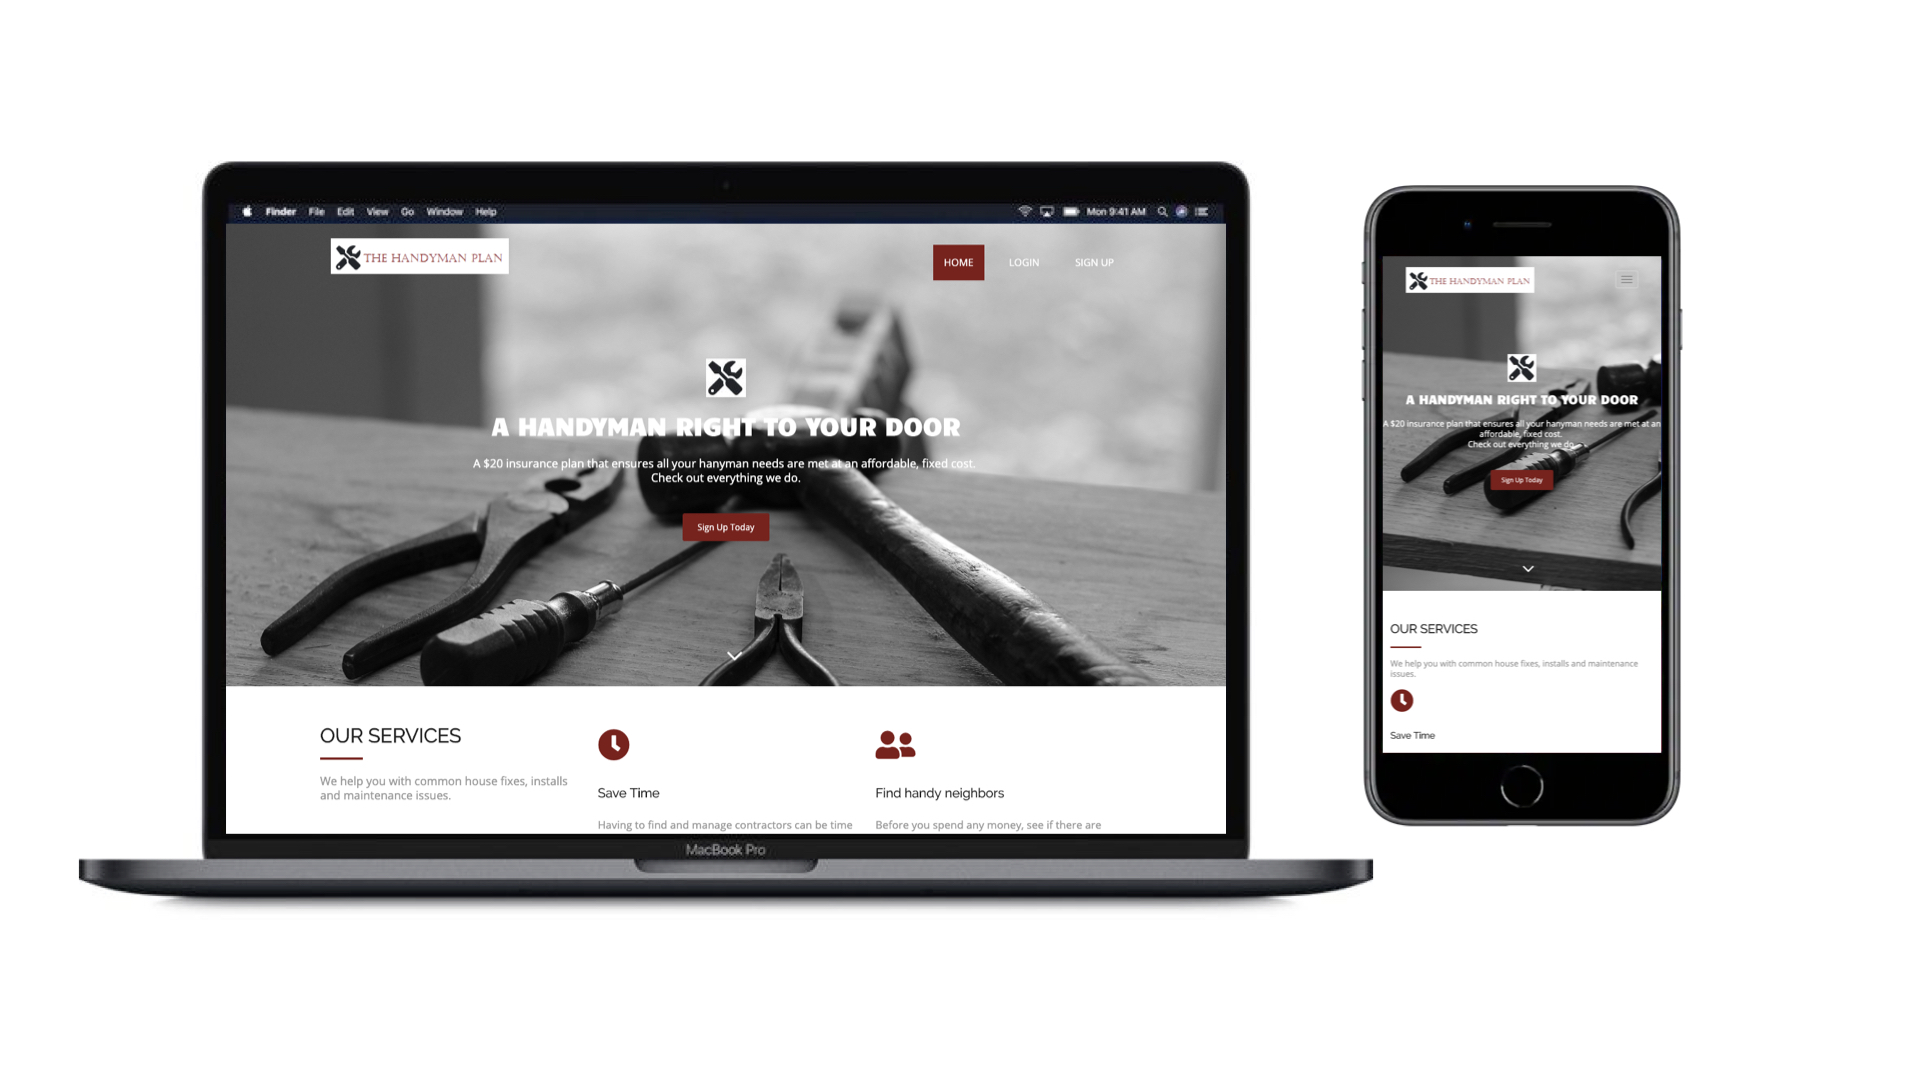 Finder File Edit View Go Window Help Mon 9:41 AM
THE HANDYMAN PLAN
HOME LOGIN SIGN UP
A HANDYMAN RIGHT TO YOUR DOOR
A $20 insurance plan that ensures all your hanyman needs are met at an affordable, fixed cost.
Check out everything we do.
Sign Up Today
OUR SERVICES
We help you with common house fixes, installs
and maintenance issues.
Save Time
Having to find and manage contractors can be time
Find handy neighbors
Before you spend any money, see if there are
MacBook Pro
THE HANDYMAN PLAN
A HANDYMAN RIGHT TO YOUR DOOR
A $20 insurance plan that ensures all your hanyman needs are met at an
affordable, fixed cost.
Check out everything we do.
Sign Up Today
OUR SERVICES
We help you with common house fixes, installs and maintenance
issues.
Save Time